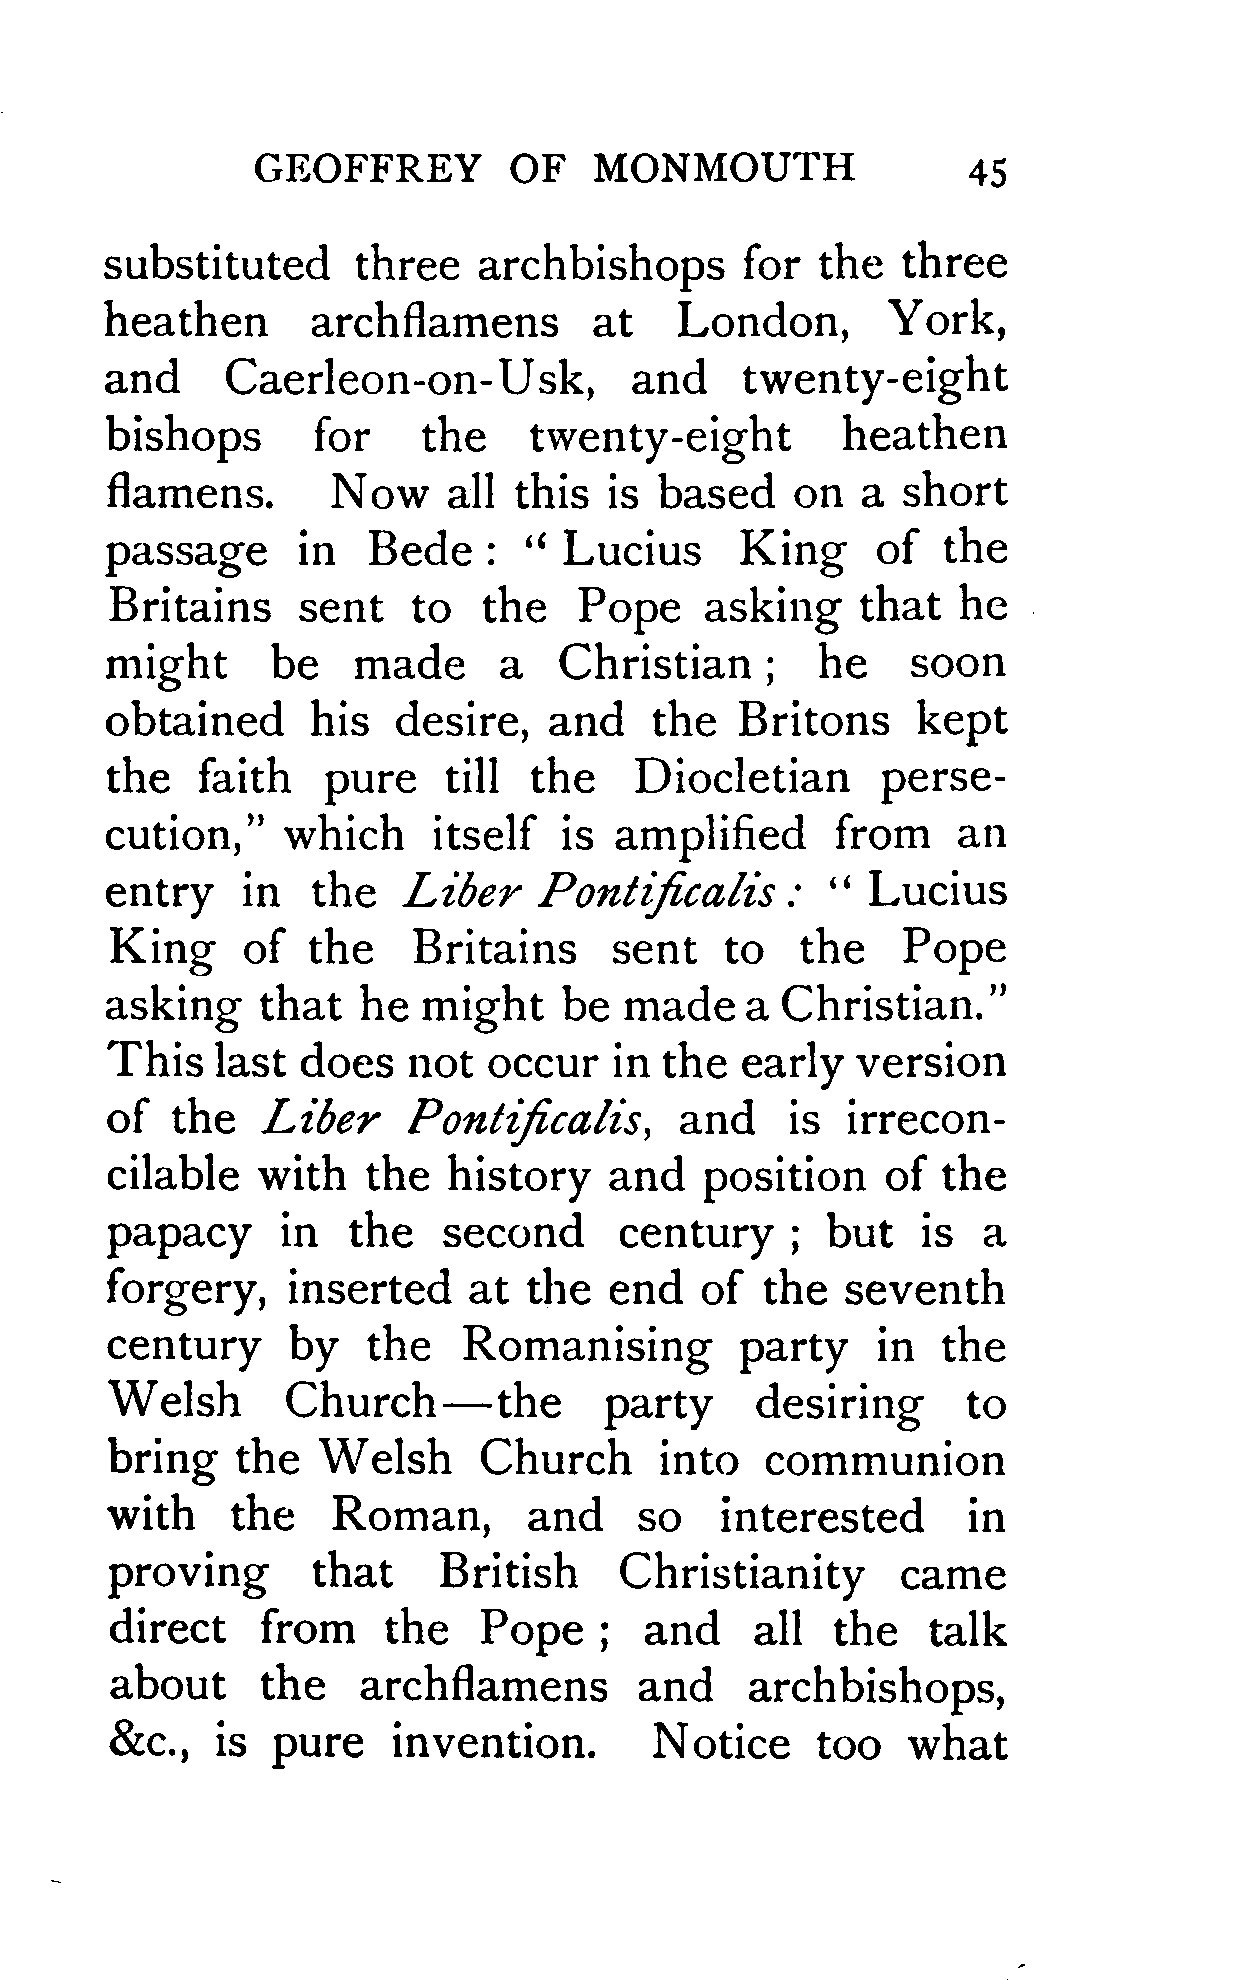 GEOFFREY OF MONMOUTH 45
substituted three archbishops for the three
heathen archflamens at London, York,
and Caerleon-on-Usk, and twenty-eight
bishops for the twenty-eight heathen
flamens. Now all this is based on a short
passage in Bede : “ Lucius King of the
Britains sent to the Pope asking that he
might be made a Christian ; he soon
obtained his desire, and the Britons kept
the faith pure till the Diocletian perse-
cution,” which itself is amplified from an
entry in the Liber Pontificalis : “ Lucius
King of the Britains sent to the Pope
asking that he might be made a Christian.”
This last does not occur in the early version
of the Liber Pontificalis, and is irrecon-
cilable with the history and position of the
papacy in the second century ; but is a
forgery, inserted at the end of the seventh
century by the Romanising party in the
Welsh Church—the party desiring to
bring the Welsh Church into communion
with the Roman, and so interested in
proving that British Christianity came
direct from the Pope ; and all the talk
about the archflamens and archbishops,
&c., is pure invention. Notice too what